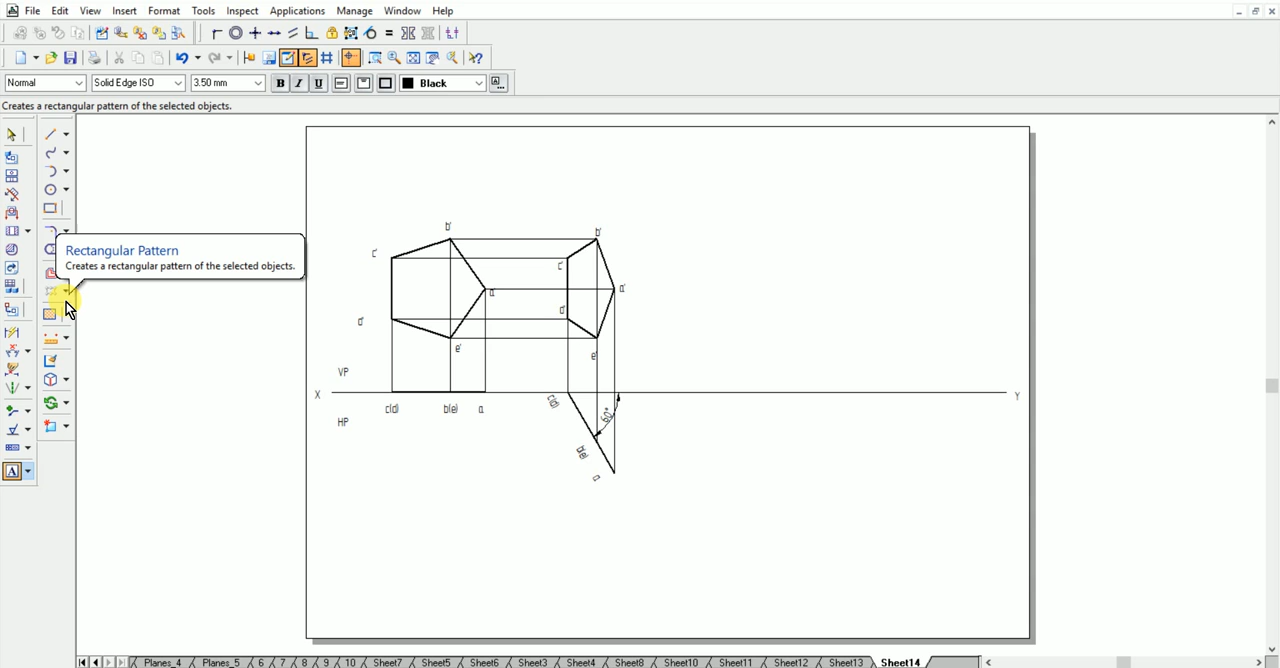 File Edit View Insert Format Tools Inspect Applications Manage Window Help
Normal Solid Edge ISO 3.50 mm B I U Black A
Creates a rectangular pattern of the selected objects.
Rectangular Pattern
Creates a rectangular pattern of the selected objects.
b' b'
c' c'
a' a'
d' d'
e' e'
VP
X Y
c(d) b(e) a c(d) 60°
HP
b(e)
a
A
Planes_4 Planes_5 6 7 8 9 10 Sheet7 Sheet5 Sheet6 Sheet3 Sheet4 Sheet8 Sheet10 Sheet11 Sheet12 Sheet13 Sheet14